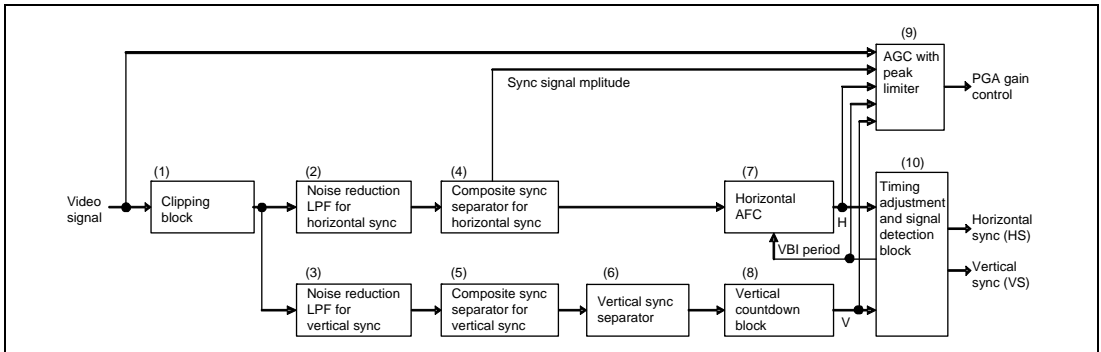 (9)
AGC with
peak
limiter
PGA gain
control
Sync signal mplitude
(1)
(2)
(4)
(7)
(10)
Video
signal
Clipping
block
Noise reduction
LPF for
horizontal sync
Composite sync
separator for
horizontal sync
Horizontal
AFC
H
Timing
adjustment
and signal
detection
block
Horizontal
sync (HS)
Vertical
sync (VS)
VBI period
(3)
(5)
(6)
(8)
Noise reduction
LPF for
vertical sync
Composite sync
separator for
vertical sync
Vertical sync
separator
Vertical
countdown
block
V